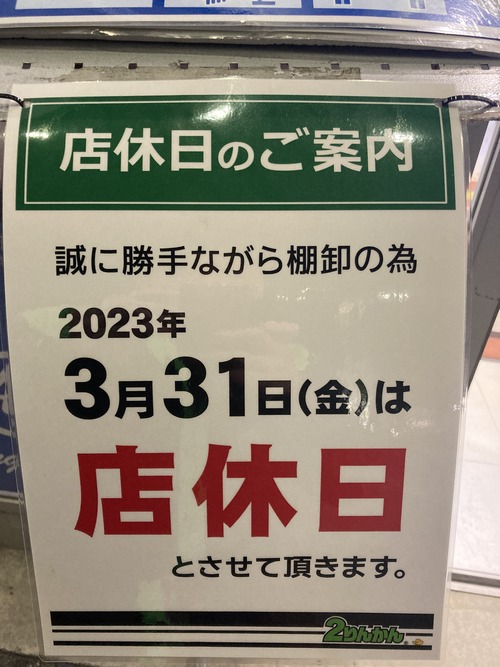 店休日のご案内
誠に勝手ながら棚卸の為
2023年
3月31日(金)は
店休日
とさせて頂きます。
2りんかん